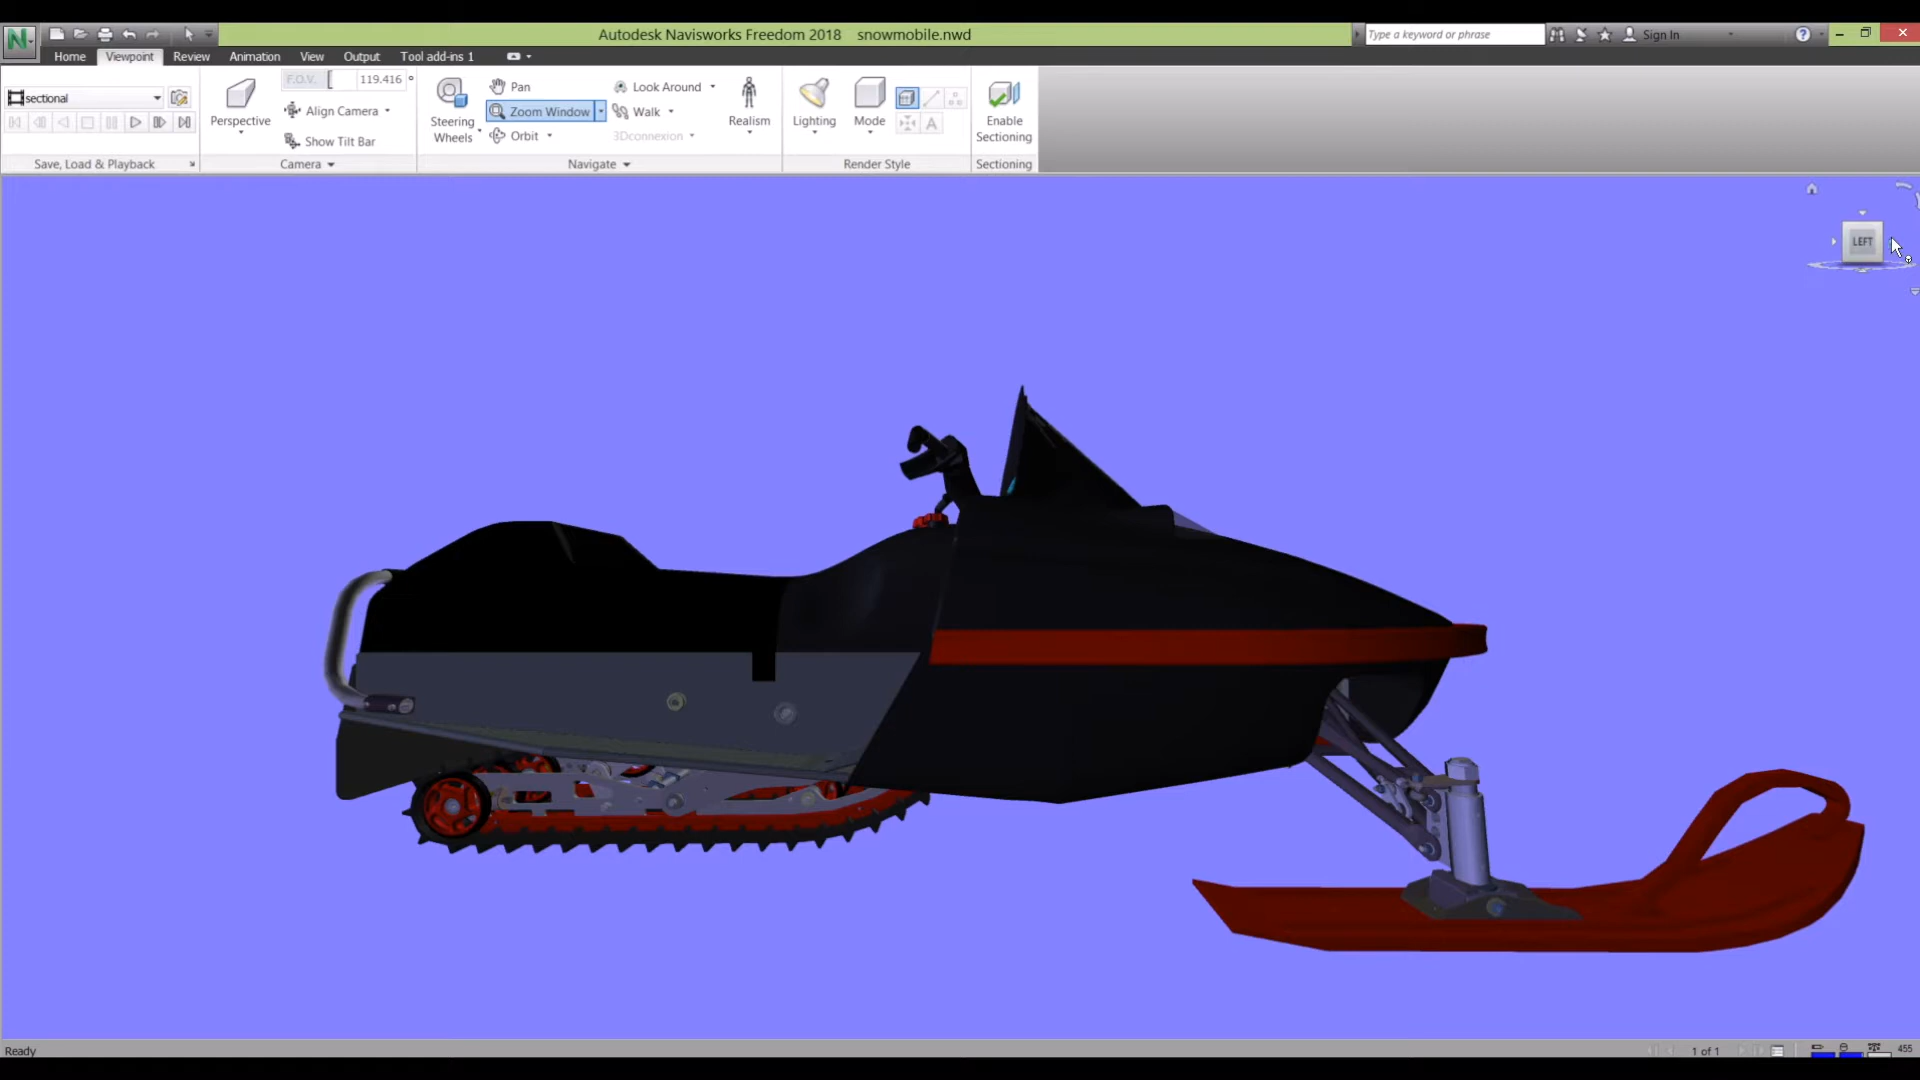 Autodesk Navisworks Freedom 2018 snowmobile.nwd
Type a keyword or phrase
Sign In
Home Viewpoint Review Animation View Output Tool add-ins 1
sectional
Save, Load & Playback
Perspective
F.O.V. 119.416 °
Align Camera
Show Tilt Bar
Camera
Steering Wheels
Pan
Zoom Window
Orbit
Look Around
Walk
3Dconnexion
Realism
Navigate
Lighting
Mode
A
Render Style
Enable Sectioning
Sectioning
LEFT
Ready
1 of 1
455